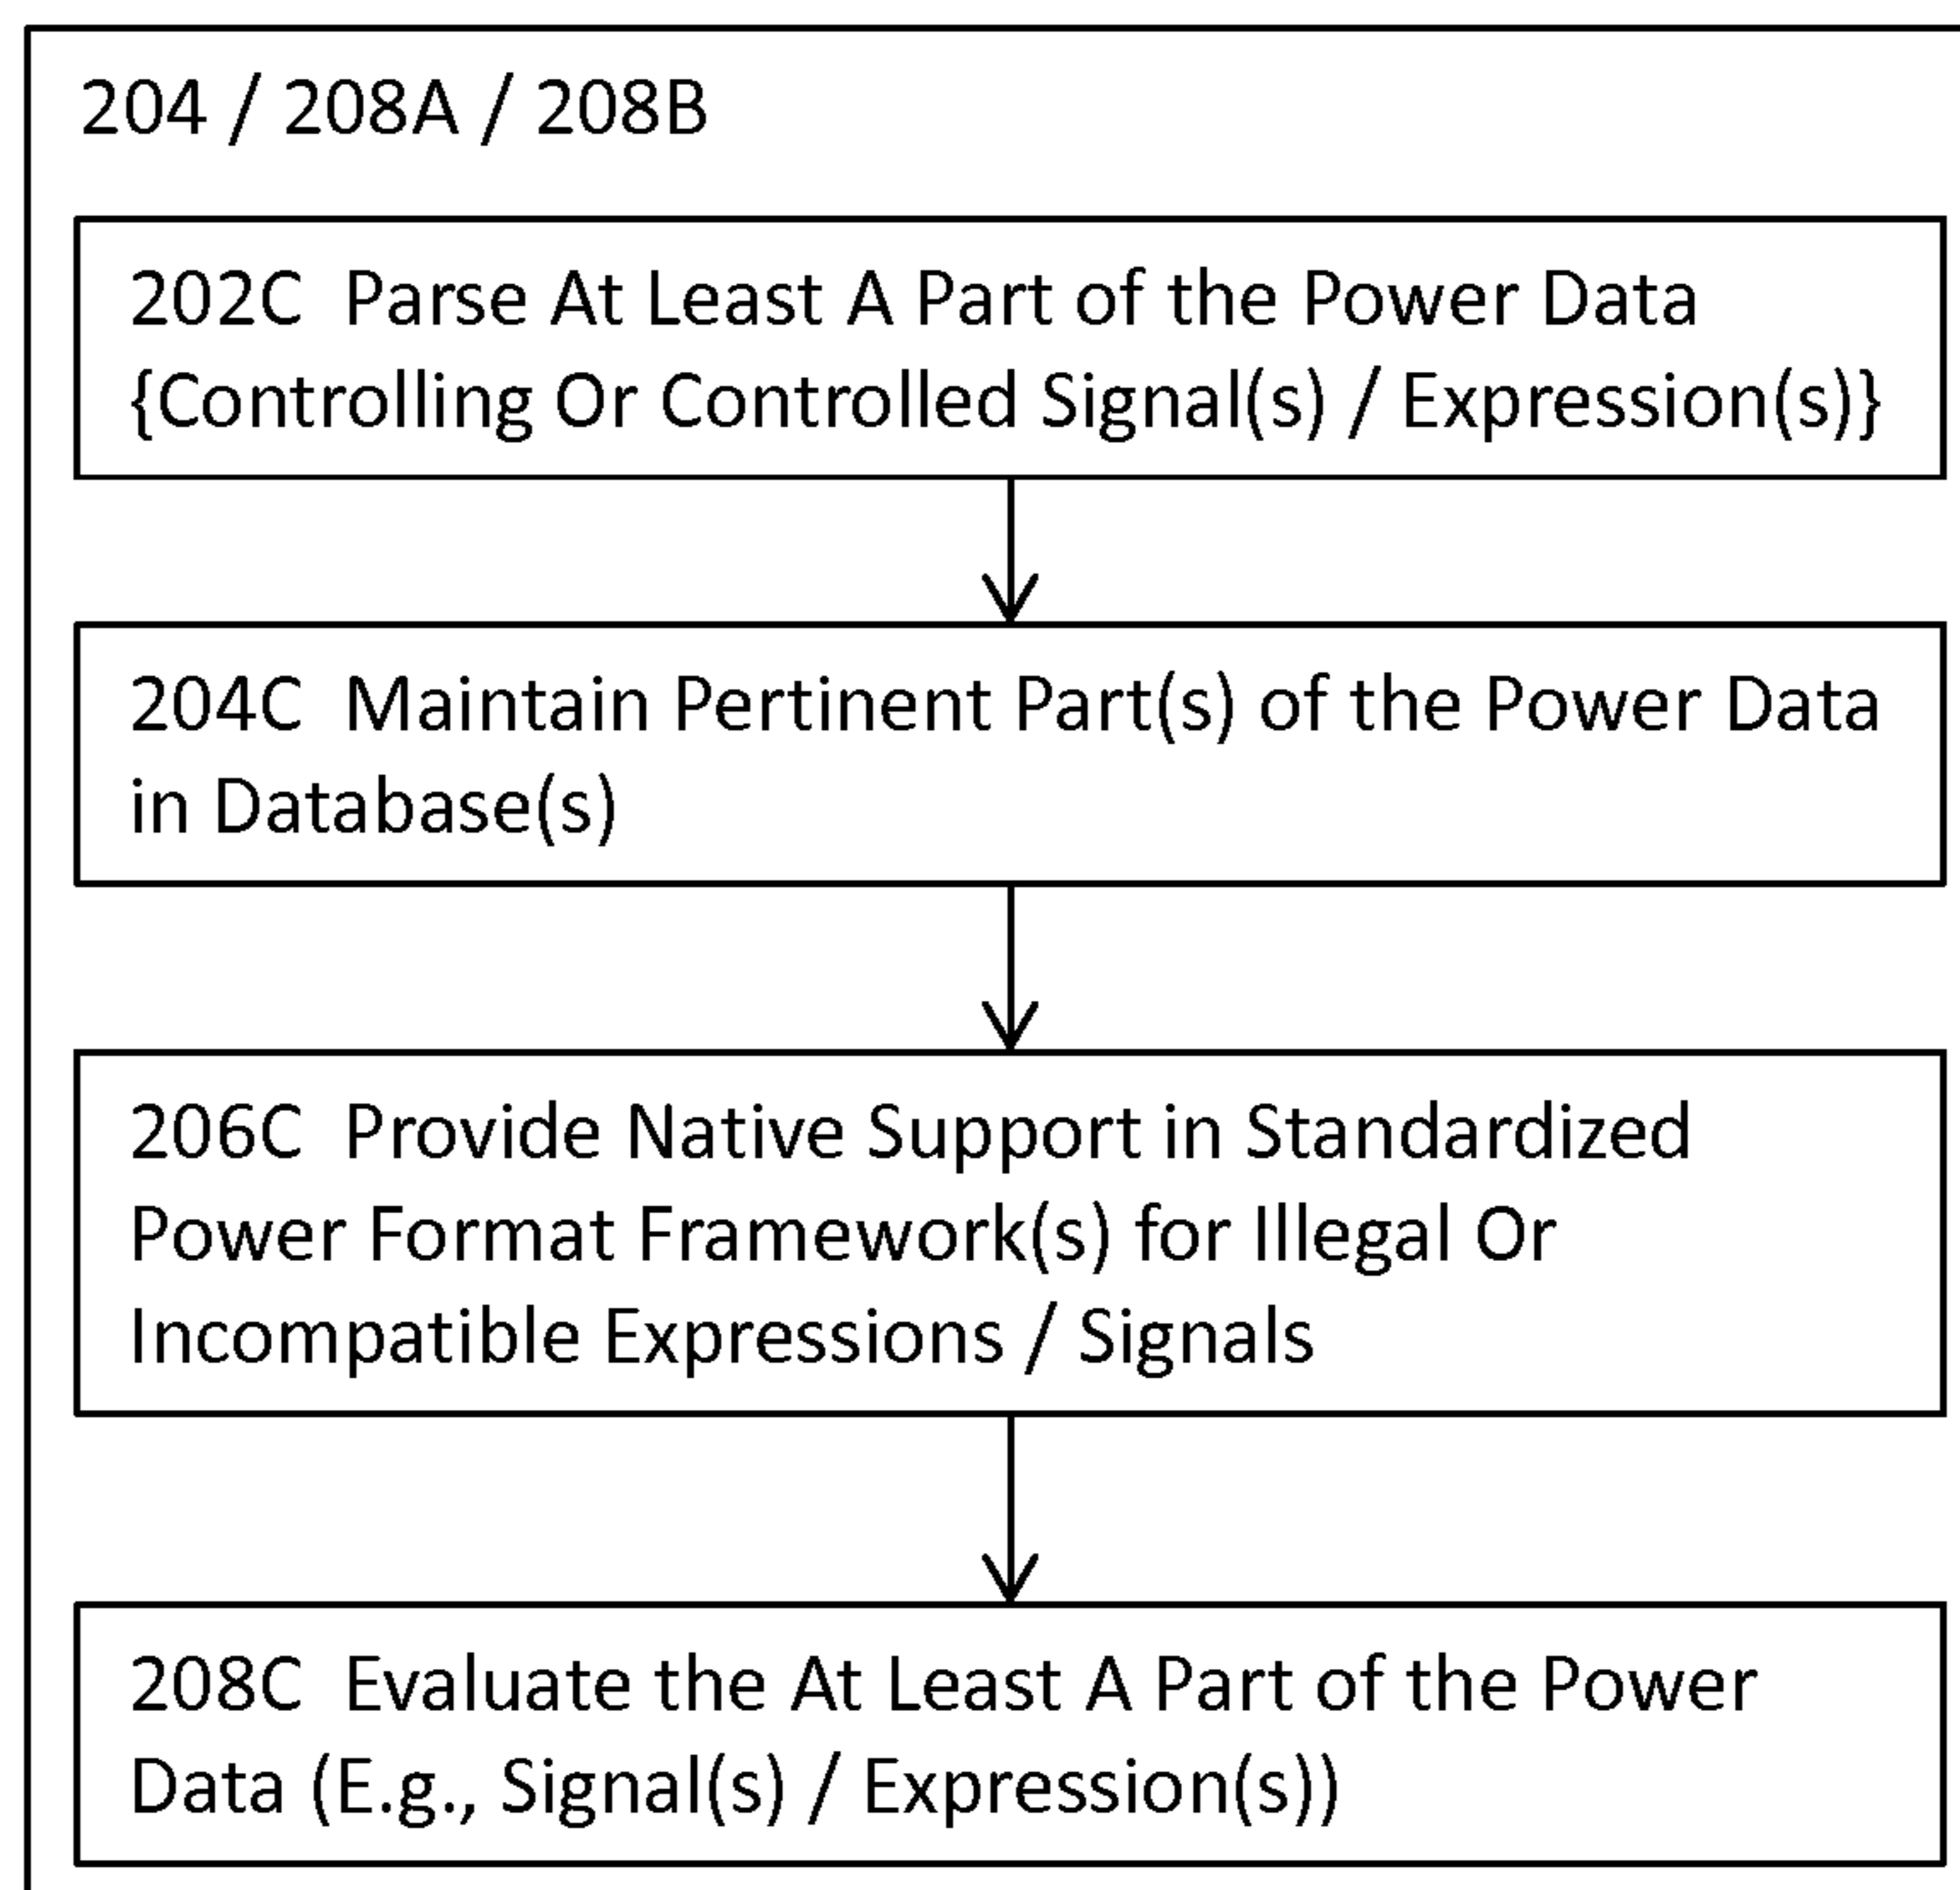 204 / 208A / 208B
202C Parse At Least A Part of the Power Data
{Controlling Or Controlled Signal(s) / Expression(s)}
204C Maintain Pertinent Part(s) of the Power Data
in Database(s)
206C Provide Native Support in Standardized
Power Format Framework(s) for Illegal Or
Incompatible Expressions / Signals
208C Evaluate the At Least A Part of the Power
Data (E.g., Signal(s) / Expression(s))